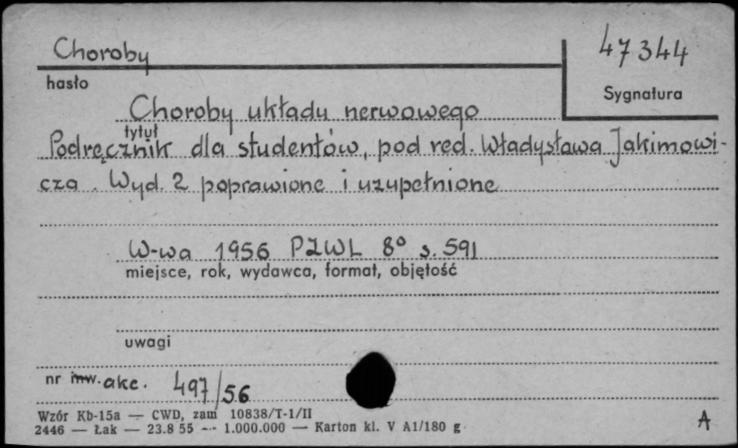 Choroby
47344
hasło
Sygnatura
Choroby układu nerwowego
tytuł
Podręcznik dla studentów, pod red. Władysława Jakimowi-
cza. Wyd. 2 poprawione i uzupełnione
W-wa 1956 PZWL 8° s. 591
miejsce, rok, wydawca, format, objętość
uwagi
nr inw. akc. 497/56
Wzór Kb-15a — CWD, zam 10838/T-1/II
2446 — Łak — 23.8 55 — 1.000.000 — Karton kl. V A1/180 g
A